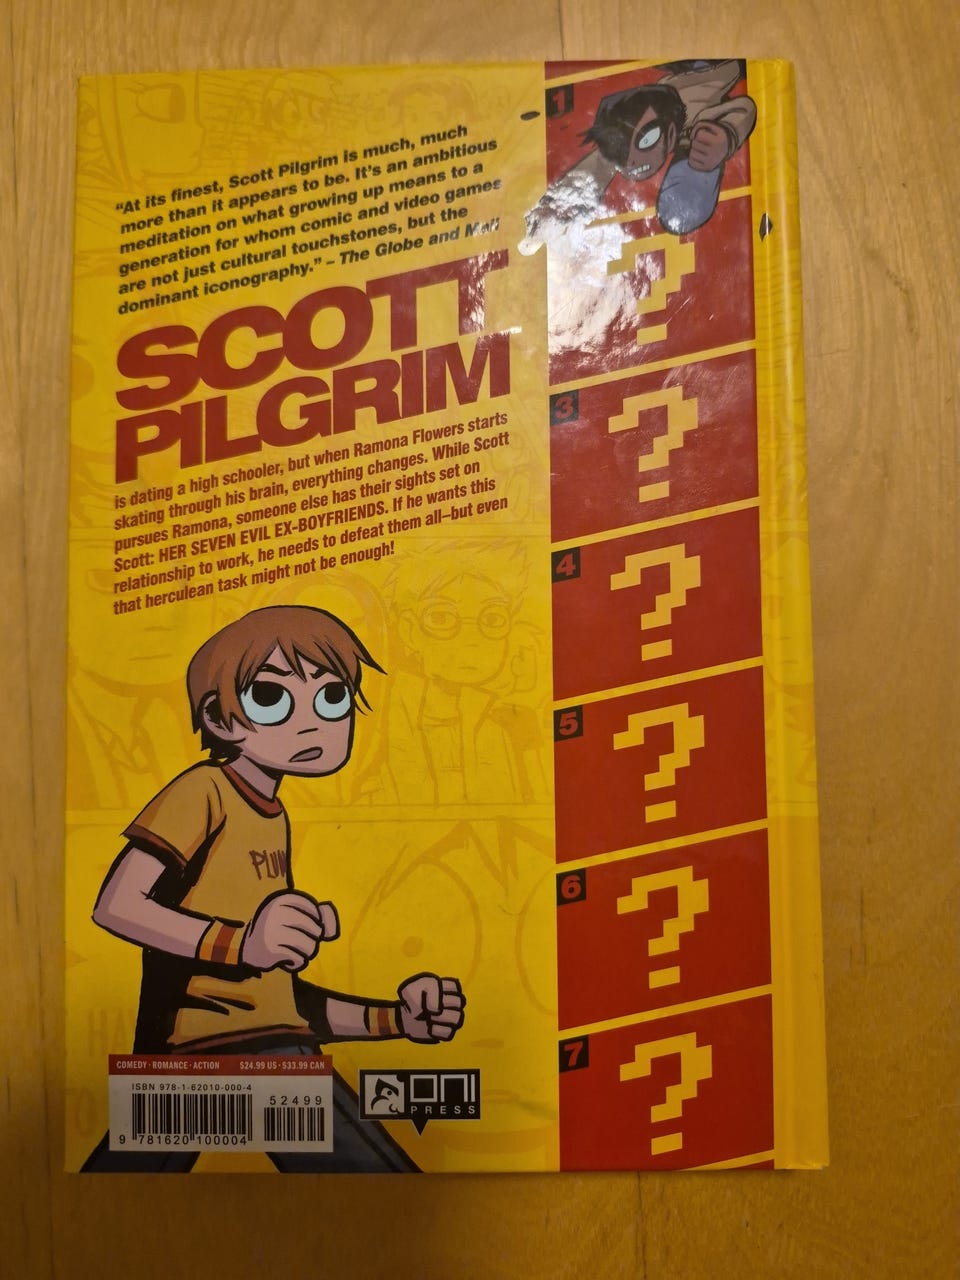 "At its finest, Scott Pilgrim is much, much
more than it appears to be. It's an ambitious
meditation on what growing up means to a
generation for whom comic and video games
are not just cultural touchstones, but the
dominant iconography." – The Globe and Mail
SCOTT
PILGRIM
is dating a high schooler, but when Ramona Flowers starts
skating through his brain, everything changes. While Scott
pursues Ramona, someone else has their sights set on
Scott: HER SEVEN EVIL EX-BOYFRIENDS. If he wants this
relationship to work, he needs to defeat them all–but even
that herculean task might not be enough!
1
?
3
?
4
?
5
?
6
?
7
?
COMEDY · ROMANCE · ACTION $24.99 US · $33.99 CAN
ISBN 978-1-62010-000-4
52499
9 781620 100004
ONI
PRESS